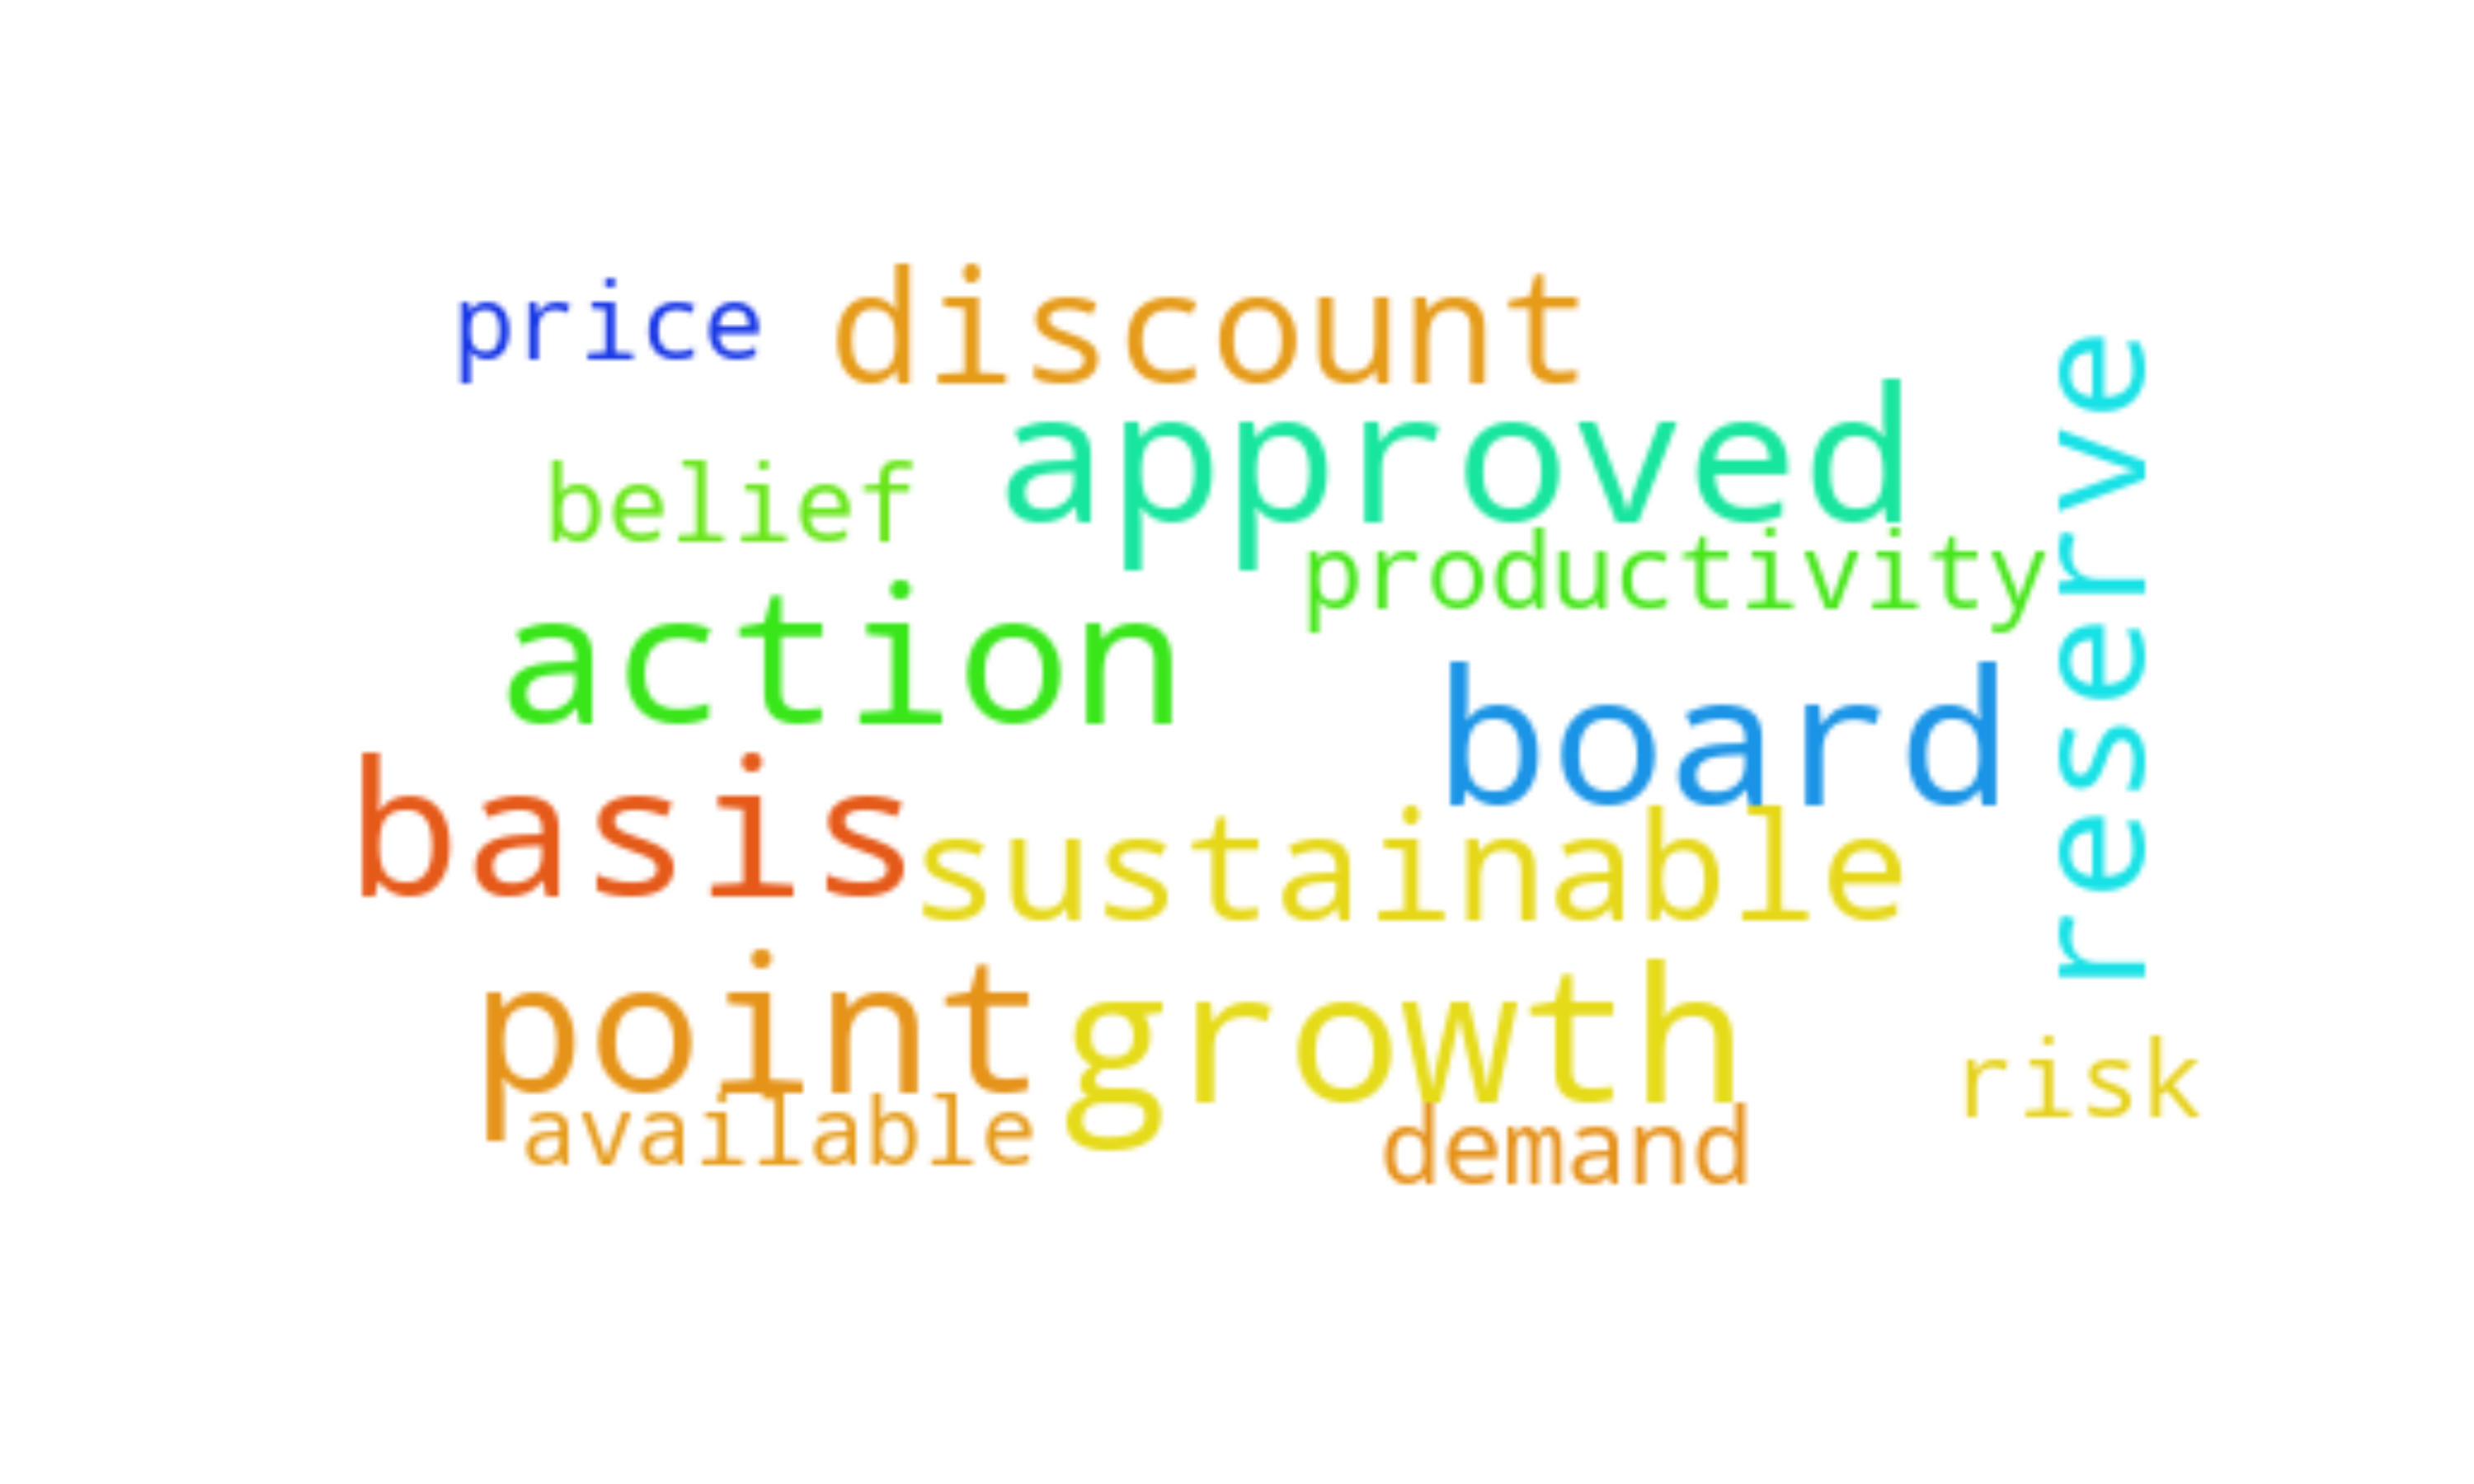 price discount
approved
belief
productivity
reserve
action
board
basis
sustainable
point growth
risk
available
demand